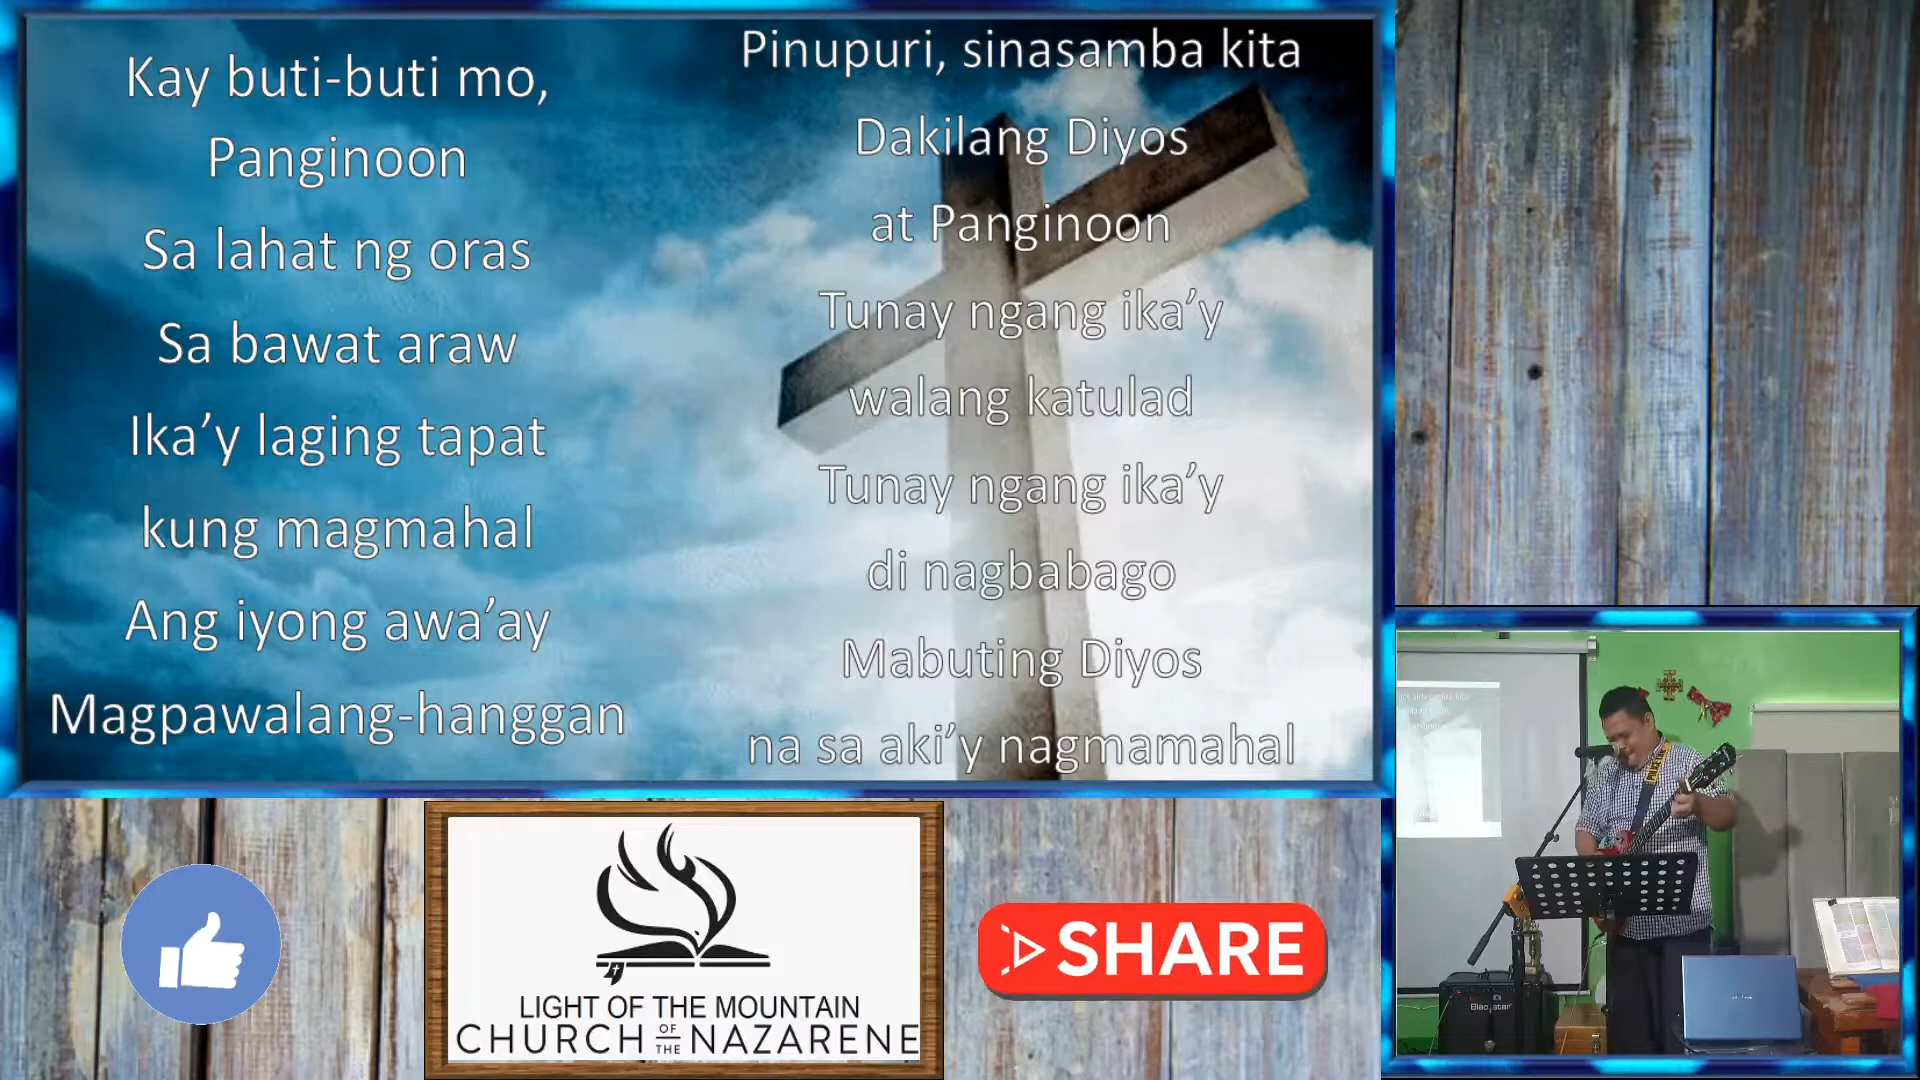 Kay buti-buti mo,
Panginoon
Sa lahat ng oras
Sa bawat araw
Ika’y laging tapat
kung magmahal
Ang iyong awa’ay
Magpawalang-hanggan
Pinupuri, sinasamba kita
Dakilang Diyos
at Panginoon
Tunay ngang ika’y
walang katulad
Tunay ngang ika’y
di nagbabago
Mabuting Diyos
na sa aki’y nagmamahal
LIGHT OF THE MOUNTAIN
CHURCH OF THE NAZARENE
SHARE